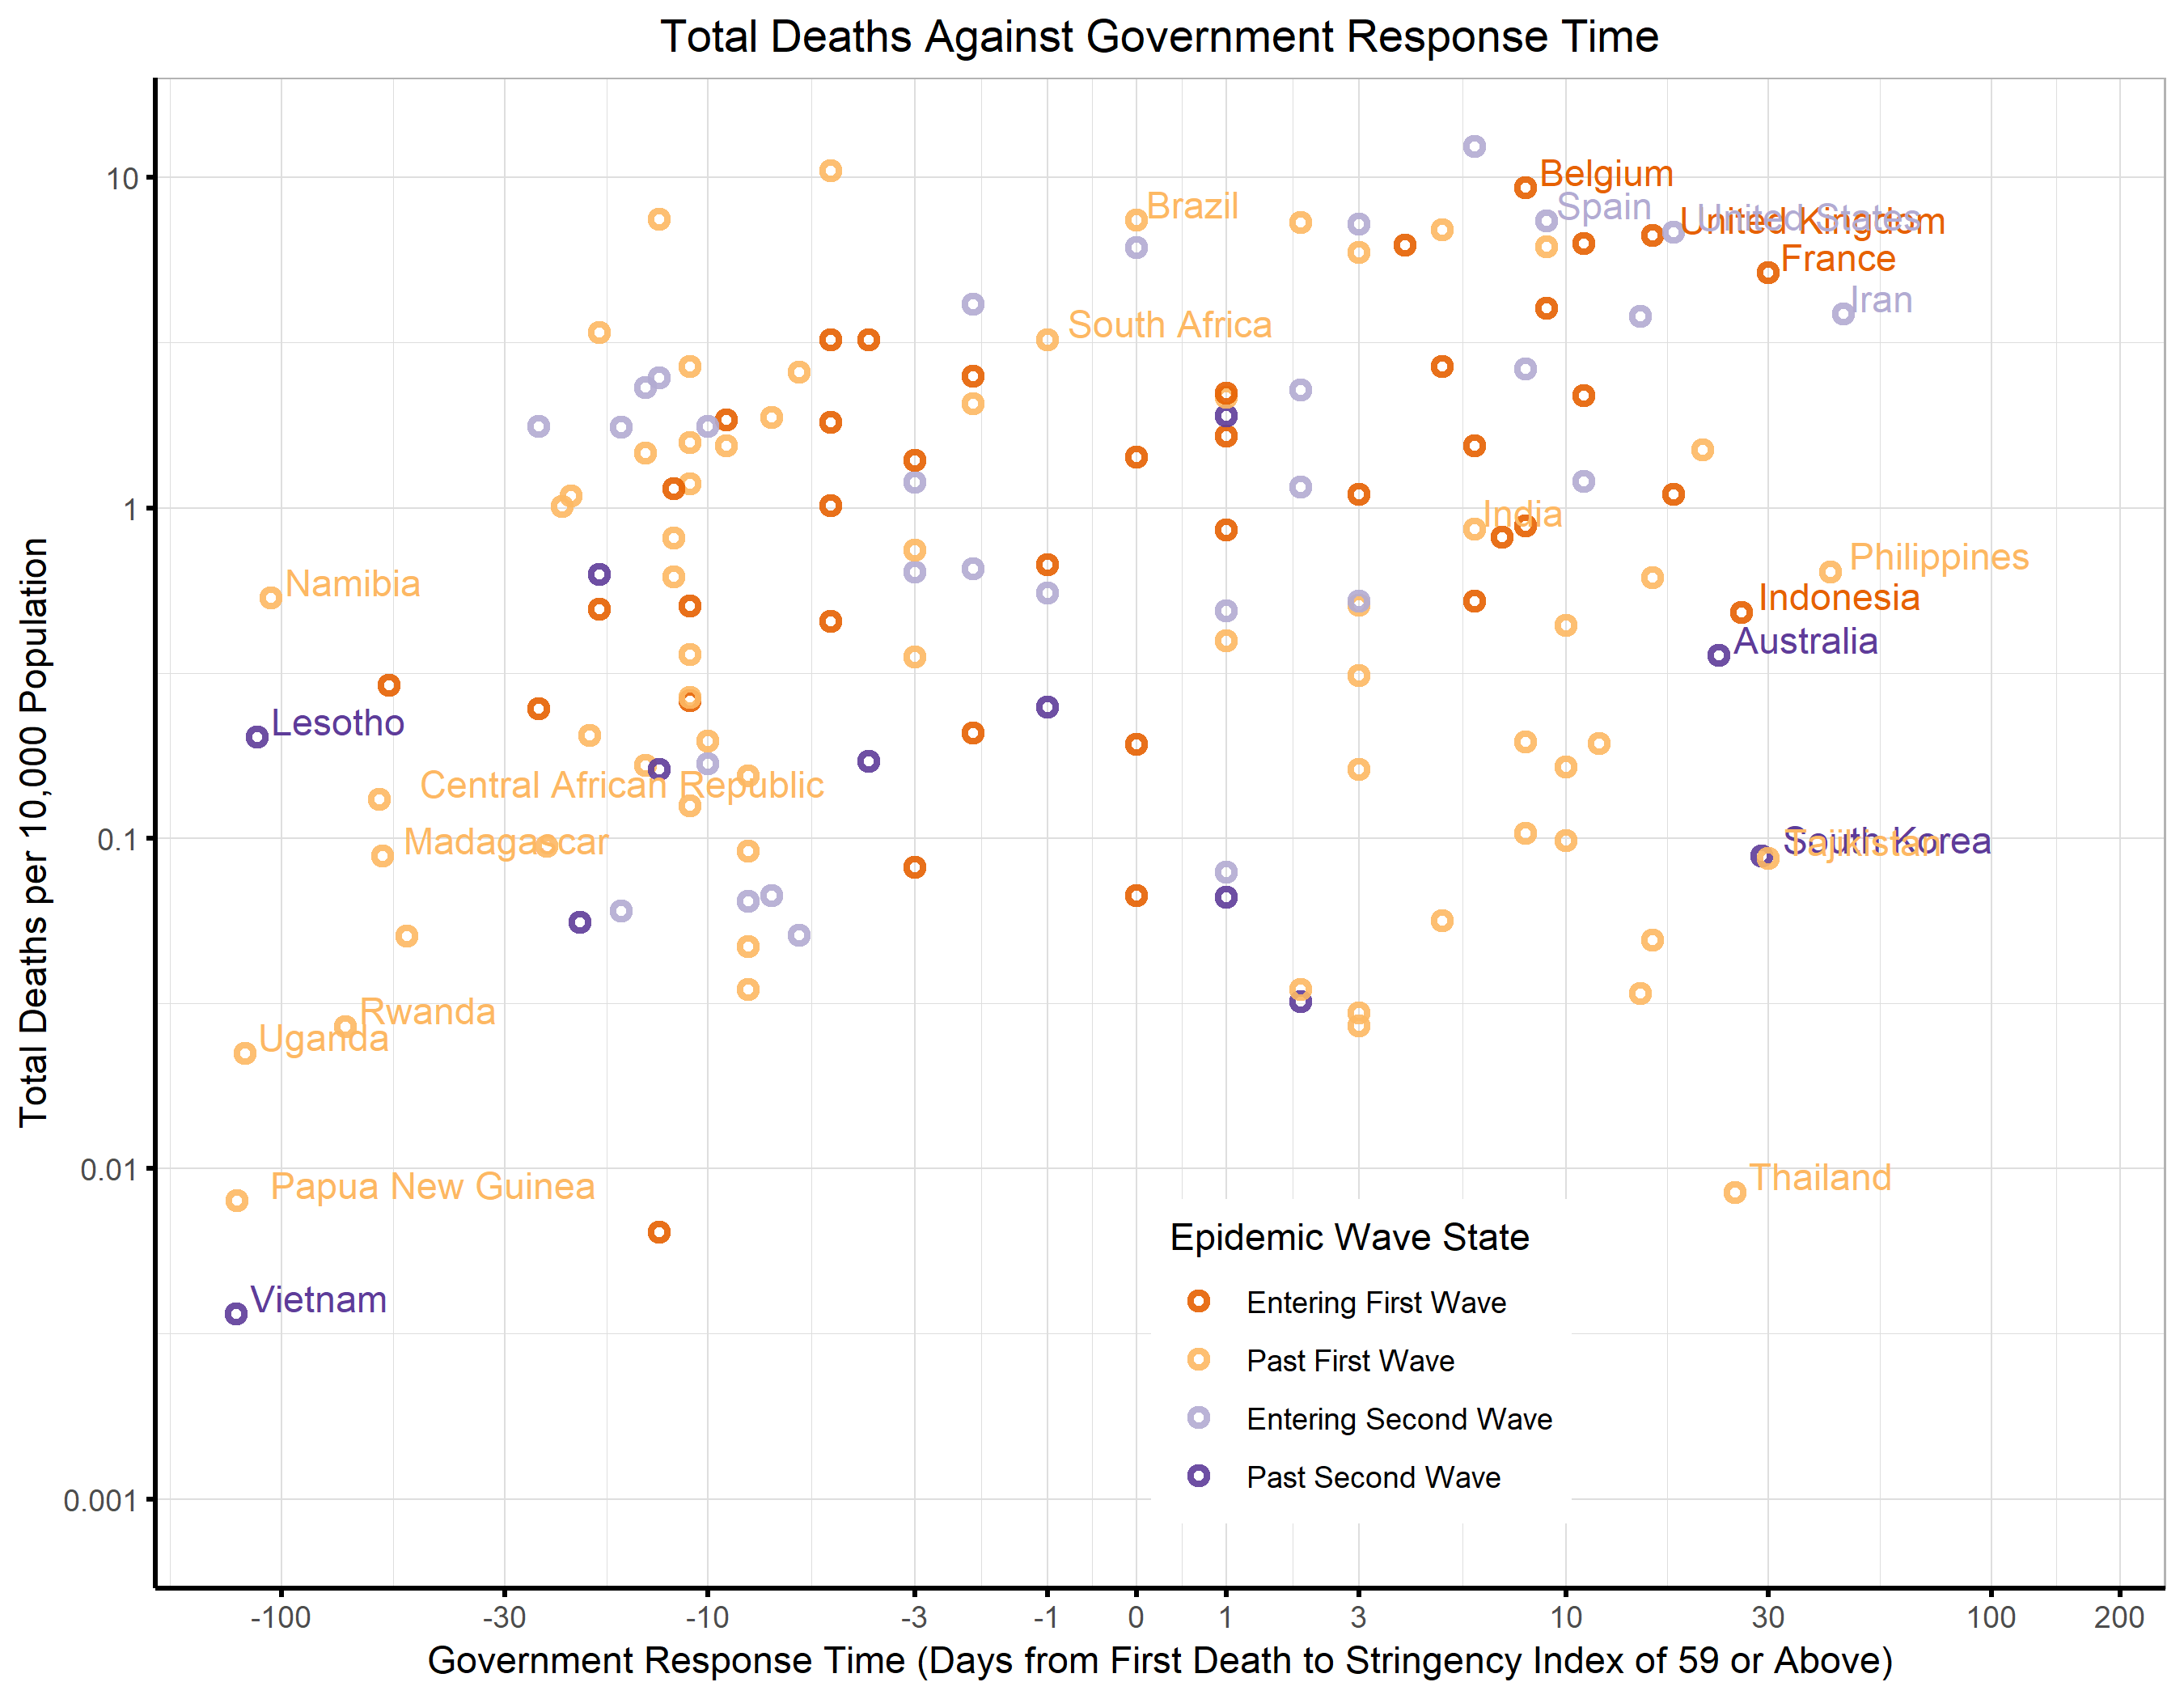 Total Deaths Against Government Response Time
Total Deaths per 10,000 Population
10
1
0.1
0.01
0.001
Belgium
Brazil
Spain
United States
United Kingdom
France
Iran
South Africa
India
Philippines
Namibia
Indonesia
Australia
Lesotho
Central African Republic
Madagascar
South Korea
Tajikistan
Rwanda
Uganda
Papua New Guinea
Thailand
Vietnam
Epidemic Wave State
Entering First Wave
Past First Wave
Entering Second Wave
Past Second Wave
-100 -30 -10 -3 -1 0 1 3 10 30 100 200
Government Response Time (Days from First Death to Stringency Index of 59 or Above)